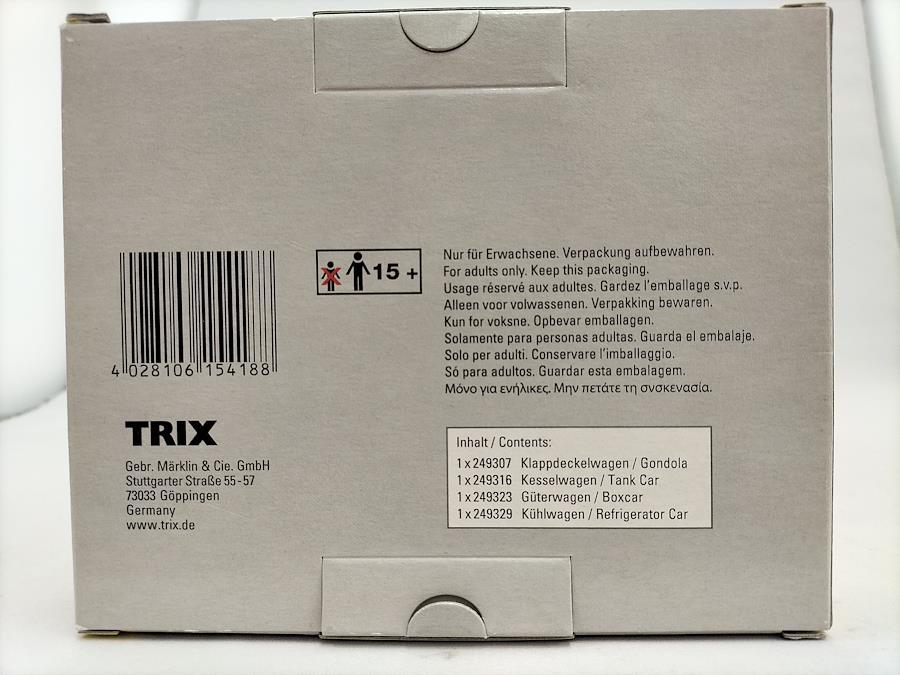 4 028106 154188
TRIX
Gebr. Märklin & Cie. GmbH
Stuttgarter Straße 55-57
73033 Göppingen
Germany
www.trix.de
15 +
Nur für Erwachsene. Verpackung aufbewahren.
For adults only. Keep this packaging.
Usage réservé aux adultes. Gardez l'emballage s.v.p.
Alleen voor volwassenen. Verpakking bewaren.
Kun for voksne. Opbevar emballagen.
Solamente para personas adultas. Guarda el embalaje.
Solo per adulti. Conservare l'imballaggio.
Só para adultos. Guardar esta embalagem.
Μόνο για ενήλικες. Μην πετάτε τη συσκευασία.
Inhalt / Contents:
1 x 249307 Klappdeckelwagen / Gondola
1 x 249316 Kesselwagen / Tank Car
1 x 249323 Güterwagen / Boxcar
1 x 249329 Kühlwagen / Refrigerator Car